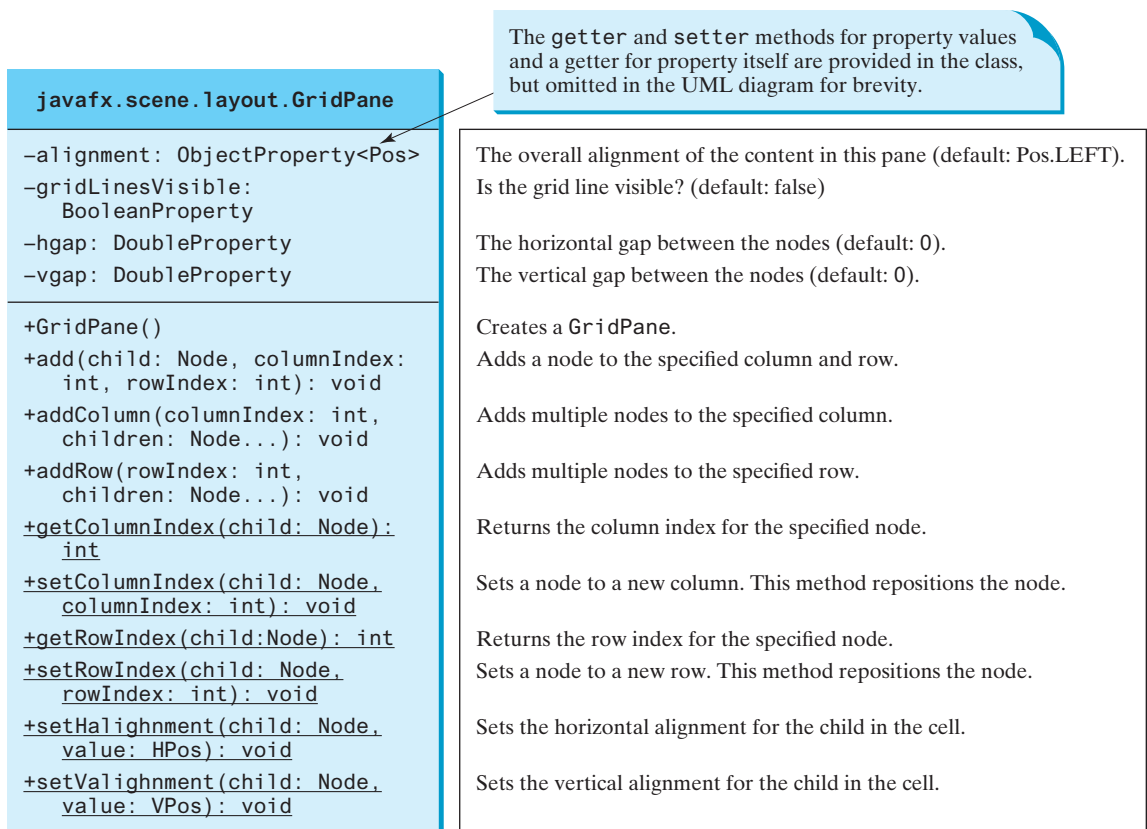 The getter and setter methods for property values
and a getter for property itself are provided in the class,
but omitted in the UML diagram for brevity.
javafx.scene.layout.GridPane
–alignment: ObjectProperty<Pos>
The overall alignment of the content in this pane (default: Pos.LEFT).
–gridLinesVisible:
BooleanProperty
Is the grid line visible? (default: false)
–hgap: DoubleProperty
The horizontal gap between the nodes (default: 0).
–vgap: DoubleProperty
The vertical gap between the nodes (default: 0).
+GridPane()
Creates a GridPane.
+add(child: Node, columnIndex:
int, rowIndex: int): void
Adds a node to the specified column and row.
+addColumn(columnIndex: int,
children: Node...): void
Adds multiple nodes to the specified column.
+addRow(rowIndex: int,
children: Node...): void
Adds multiple nodes to the specified row.
+getColumnIndex(child: Node):
int
Returns the column index for the specified node.
+setColumnIndex(child: Node,
columnIndex: int): void
Sets a node to a new column. This method repositions the node.
+getRowIndex(child:Node): int
Returns the row index for the specified node.
+setRowIndex(child: Node,
rowIndex: int): void
Sets a node to a new row. This method repositions the node.
+setHalighnment(child: Node,
value: HPos): void
Sets the horizontal alignment for the child in the cell.
+setValighnment(child: Node,
value: VPos): void
Sets the vertical alignment for the child in the cell.